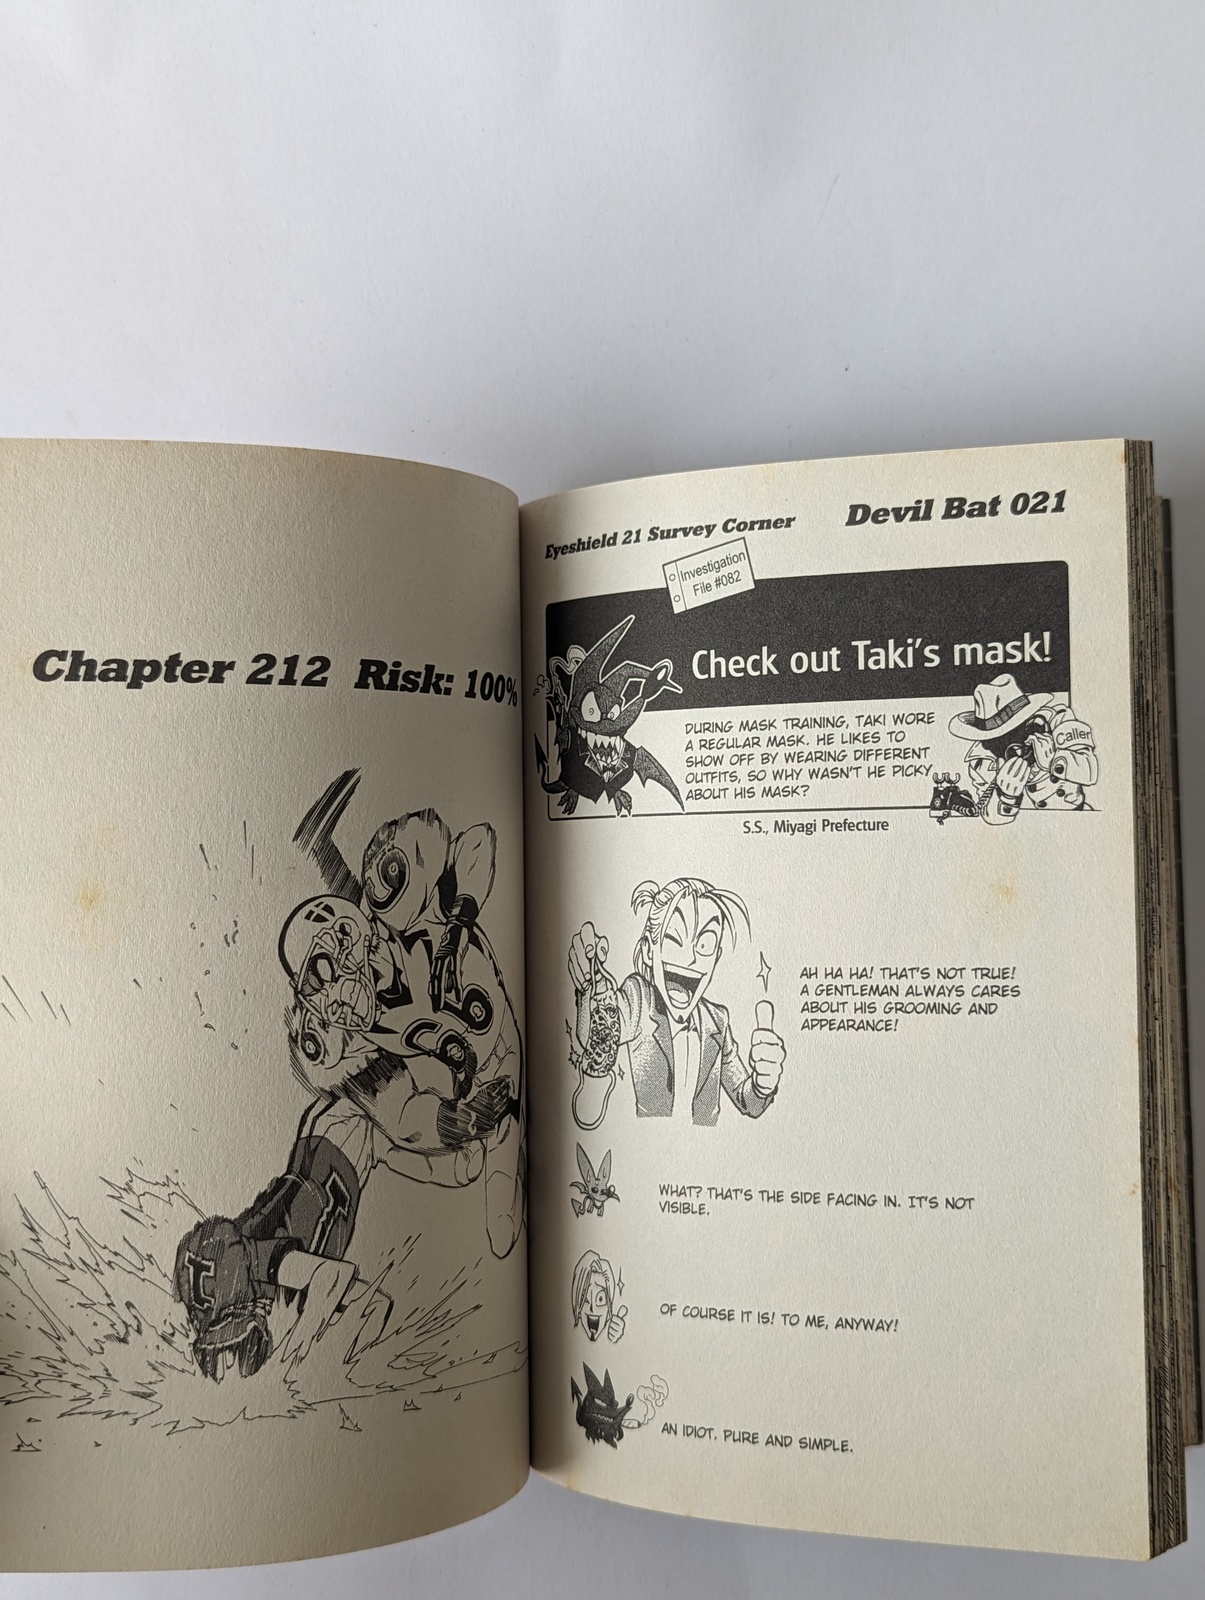 Chapter 212 Risk: 100%
Eyeshield 21 Survey Corner
Devil Bat 021
Investigation
File #082
Check out Taki's mask!
DURING MASK TRAINING, TAKI WORE
A REGULAR MASK. HE LIKES TO
SHOW OFF BY WEARING DIFFERENT
OUTFITS, SO WHY WASN'T HE PICKY
ABOUT HIS MASK?
Caller
S.S., Miyagi Prefecture
AH HA HA! THAT'S NOT TRUE!
A GENTLEMAN ALWAYS CARES
ABOUT HIS GROOMING AND
APPEARANCE!
WHAT? THAT'S THE SIDE FACING IN. IT'S NOT
VISIBLE.
OF COURSE IT IS! TO ME, ANYWAY!
AN IDIOT. PURE AND SIMPLE.